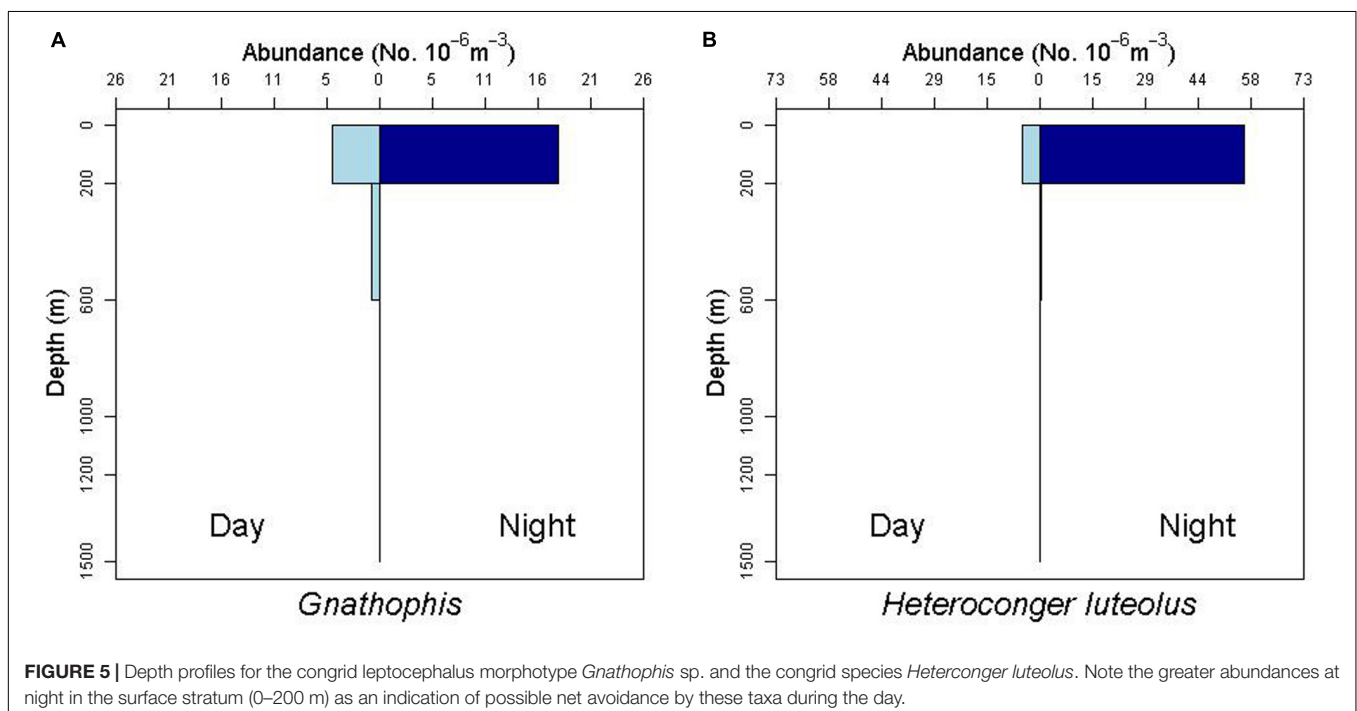 A
Abundance (No. 10⁻⁶m⁻³)
26 21 16 11 5 0 5 11 16 21 26
0
200
600
1000
1200
1500
Depth (m)
Day Night
Gnathophis
B
Abundance (No. 10⁻⁶m⁻³)
73 58 44 29 15 0 15 29 44 58 73
0
200
600
1000
1200
1500
Depth (m)
Day Night
Heteroconger luteolus
FIGURE 5 | Depth profiles for the congrid leptocephalus morphotype Gnathophis sp. and the congrid species Heterconger luteolus. Note the greater abundances at
night in the surface stratum (0–200 m) as an indication of possible net avoidance by these taxa during the day.